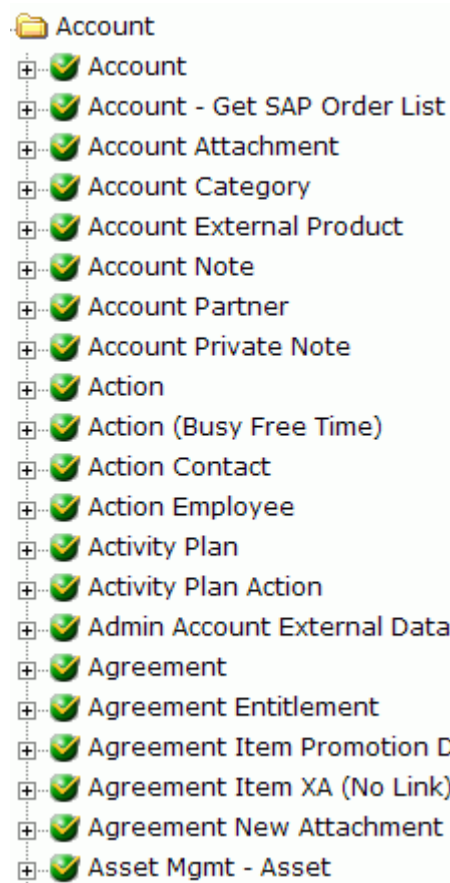 Account
Account
Account - Get SAP Order List
Account Attachment
Account Category
Account External Product
Account Note
Account Partner
Account Private Note
Action
Action (Busy Free Time)
Action Contact
Action Employee
Activity Plan
Activity Plan Action
Admin Account External Data
Agreement
Agreement Entitlement
Agreement Item Promotion D
Agreement Item XA (No Link)
Agreement New Attachment
Asset Mgmt - Asset